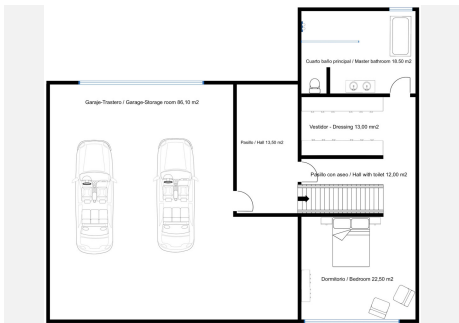 Cuarto baño principal / Master bathroom 18.50 m2
Garaje-Trastero / Garage-Storage room 86,10 m2
Vestidor - Dressing 13,00 mn2
Pasillo / Hall 13,50 m2
Pasillo con aseo / Hall with toilet 12,00 m2
Dormitorio / Bedroom 22,50 m2